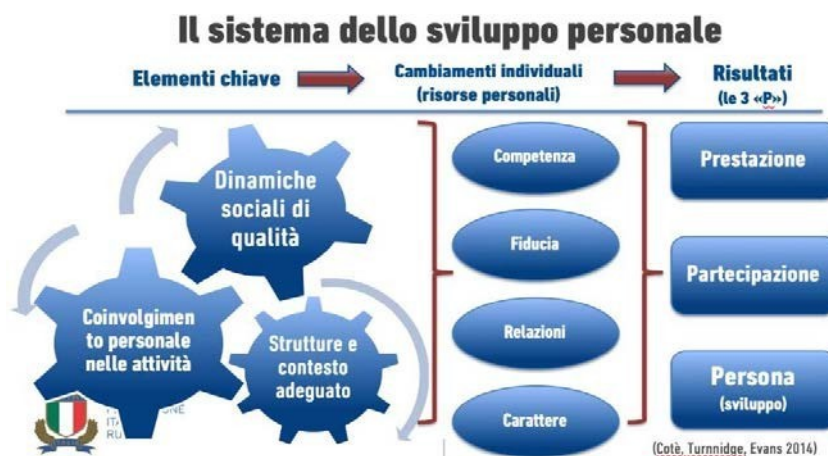 Il sistema dello sviluppo personale
Elementi chiave
Cambiamenti individuali
(risorse personali)
Risultati
(le 3 «P»)
Dinamiche
sociali di
qualità
Coinvolgimen
to personale
nelle attività
Strutture e
contesto
adeguato
Competenza
Fiducia
Relazioni
Carattere
Prestazione
Partecipazione
Persona
(sviluppo)
ITA
RU
(Cotè, Turnnidge, Evans 2014)